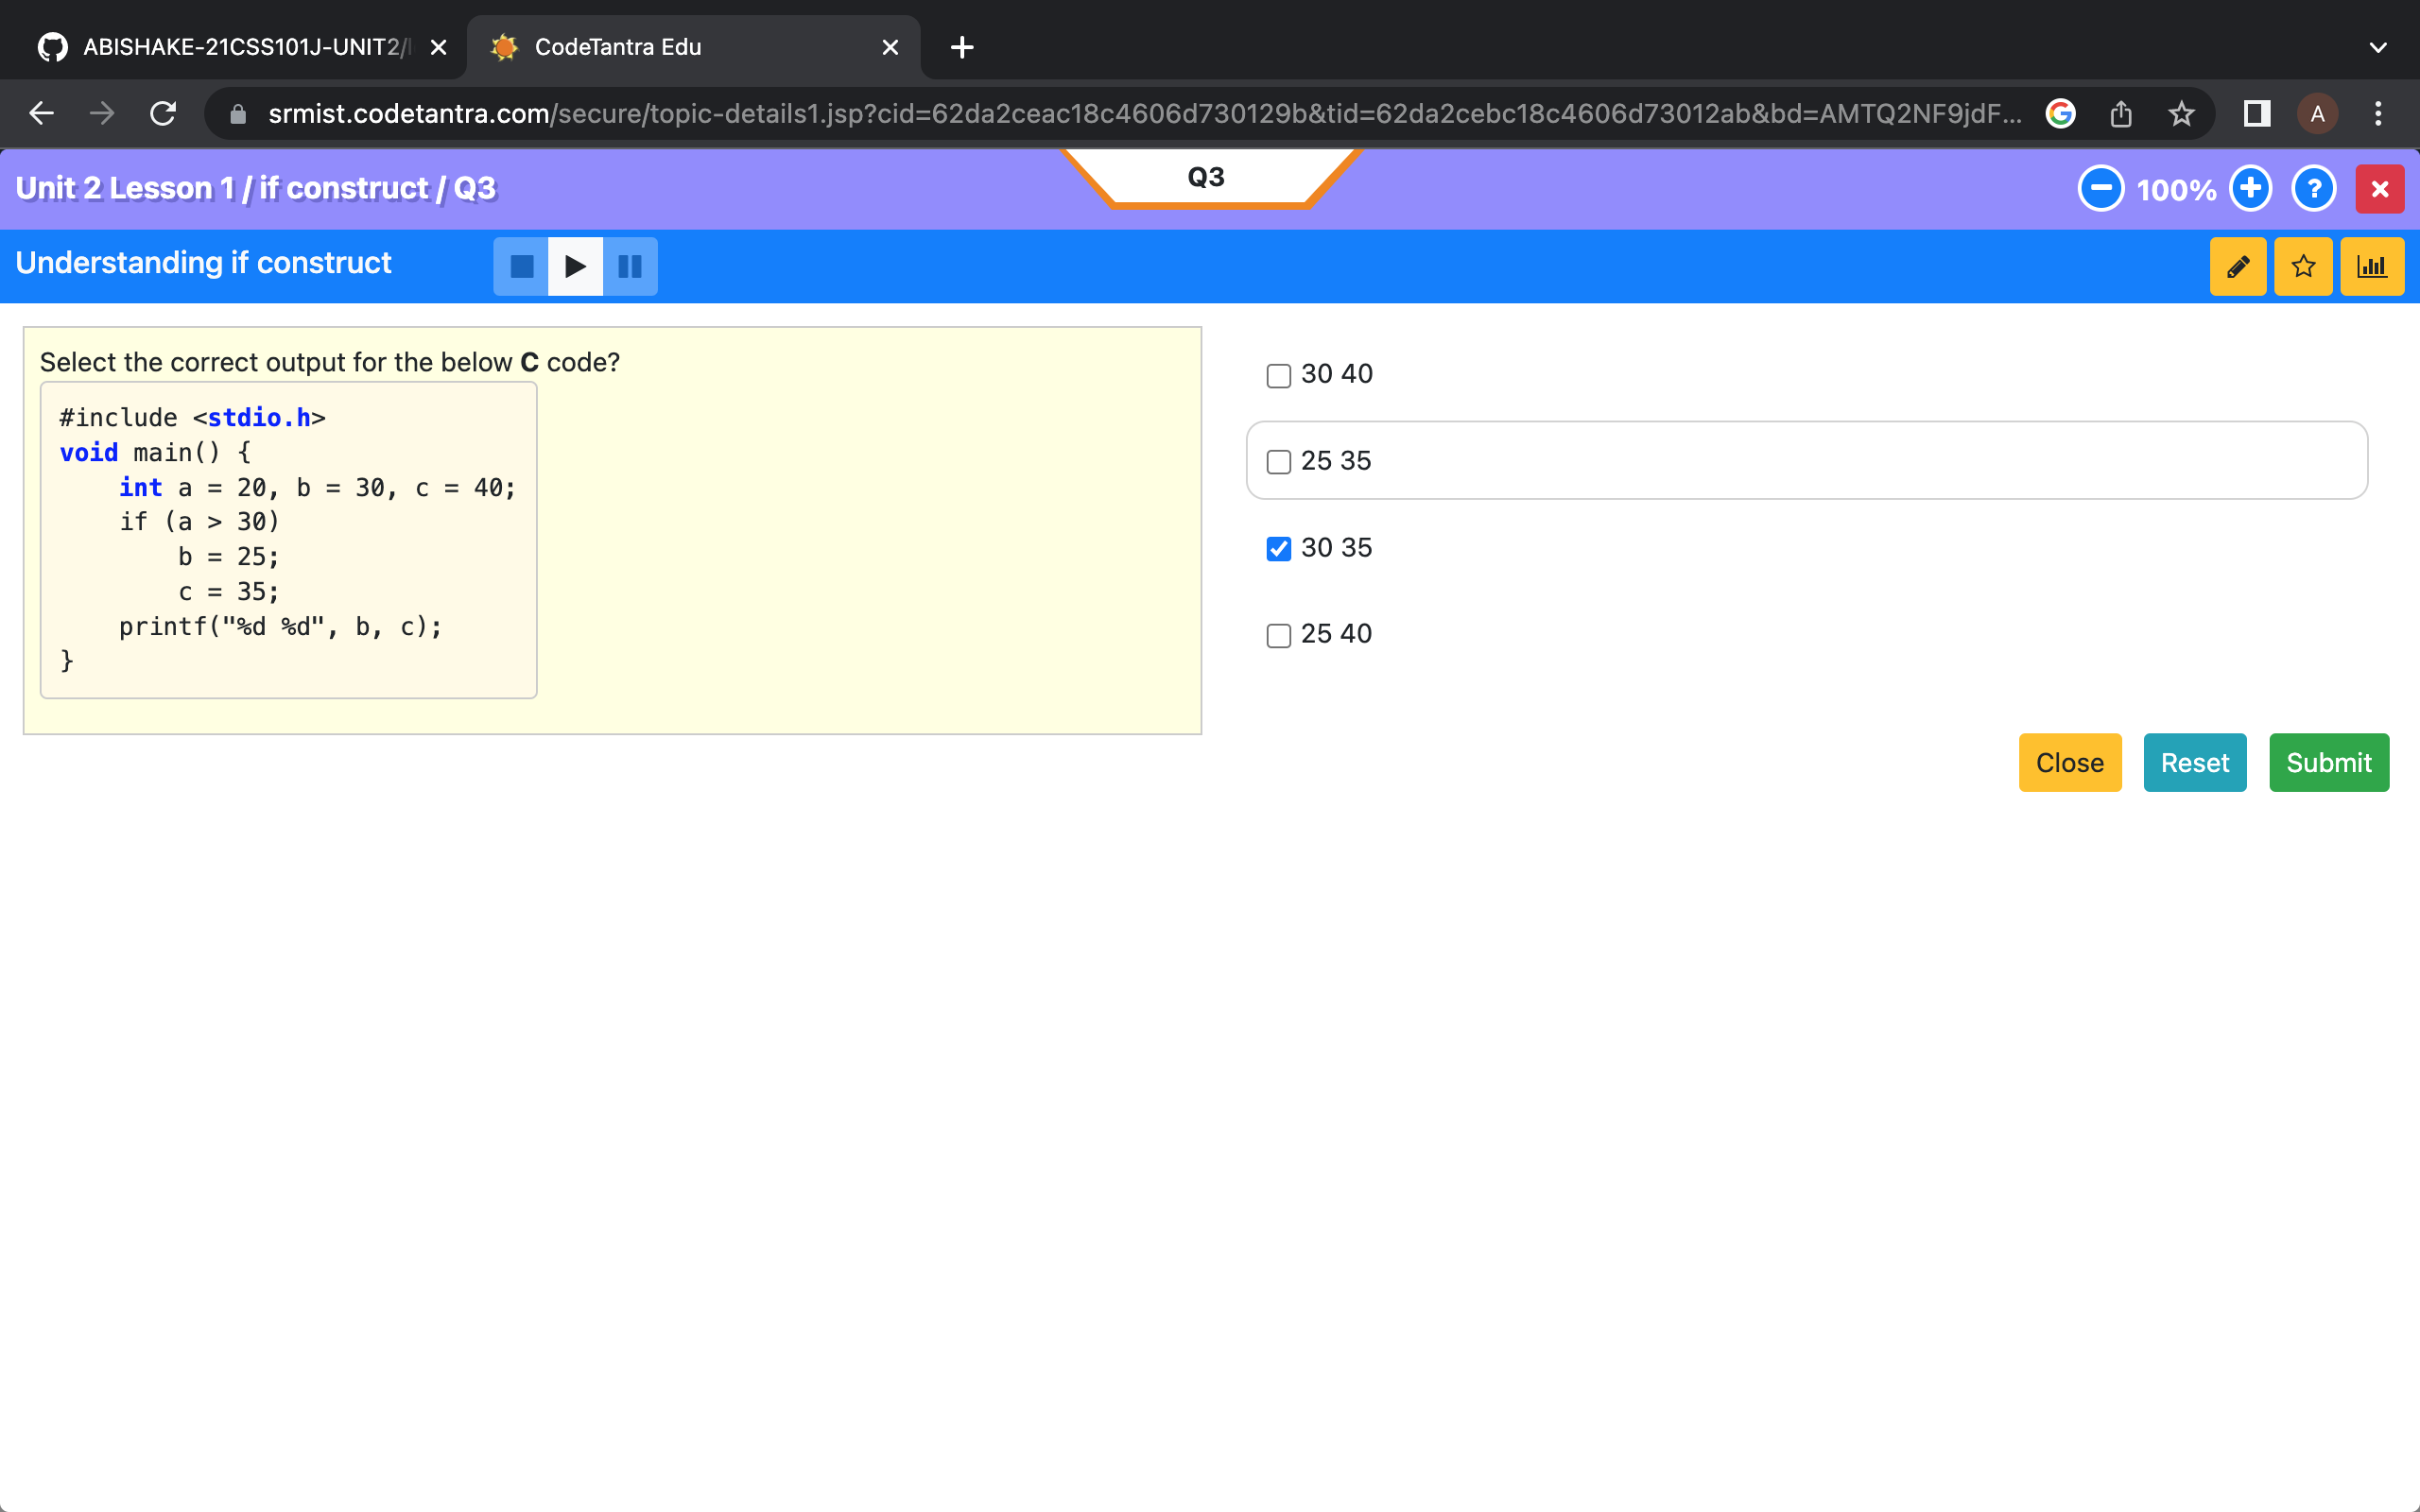 ABISHAKE-21CSS101J-UNIT2/
CodeTantra Edu
srmist.codetantra.com/secure/topic-details1.jsp?cid=62da2ceac18c4606d730129b&tid=62da2cebc18c4606d73012ab&bd=AMTQ2NF9jdF...
A
Unit 2 Lesson 1 / if construct / Q3
Q3
100%
?
Understanding if construct
Select the correct output for the below C code?
#include <stdio.h>
void main() {
    int a = 20, b = 30, c = 40;
    if (a > 30)
        b = 25;
        c = 35;
    printf("%d %d", b, c);
}
30 40
25 35
30 35
25 40
Close
Reset
Submit